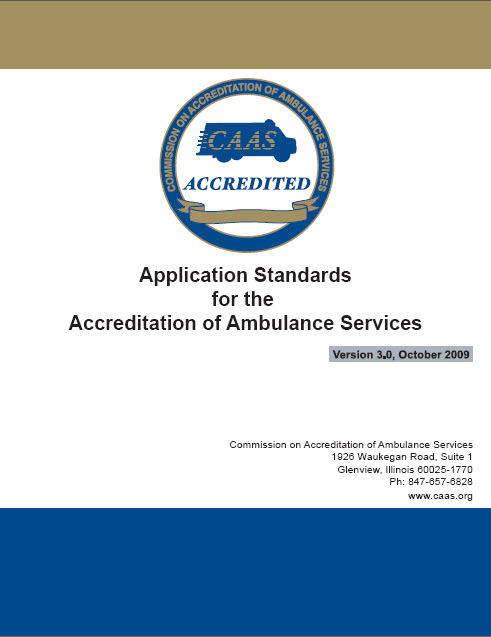 COMMISSION ON ACCREDITATION OF AMBULANCE SERVICES
CAAS
ACCREDITED
Application Standards
for the
Accreditation of Ambulance Services
Version 3.0, October 2009
Commission on Accreditation of Ambulance Services
1926 Waukegan Road, Suite 1
Glenview, Illinois 60025-1770
Ph: 847-657-6828
www.caas.org